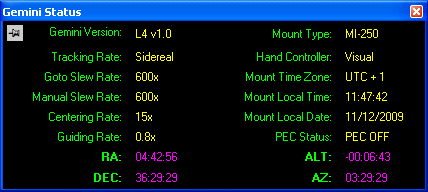 Gemini Status
Gemini Version: L4 v1.0 Mount Type: MI-250
Tracking Rate: Sidereal Hand Controller: Visual
Goto Slew Rate: 600x Mount Time Zone: UTC + 1
Manual Slew Rate: 600x Mount Local Time: 11:47:42
Centering Rate: 15x Mount Local Date: 11/12/2009
Guiding Rate: 0.8x PEC Status: PEC OFF
RA: 04:42:56 ALT: -00:06:43
DEC: 36:29:29 AZ: 03:29:29